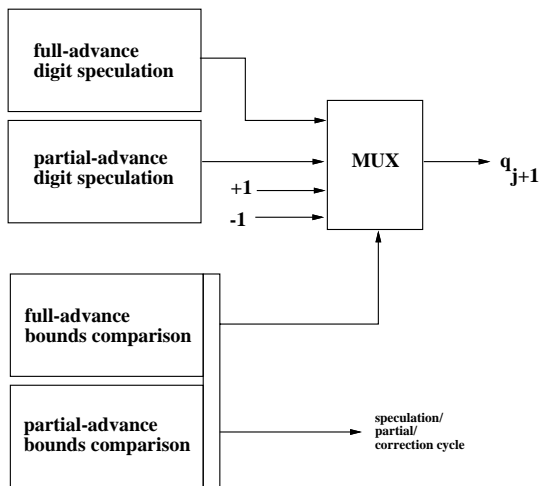 full-advance
digit speculation
partial-advance
digit speculation
+1
-1
MUX
q
j+1
full-advance
bounds comparison
partial-advance
bounds comparison
speculation/
partial/
correction cycle